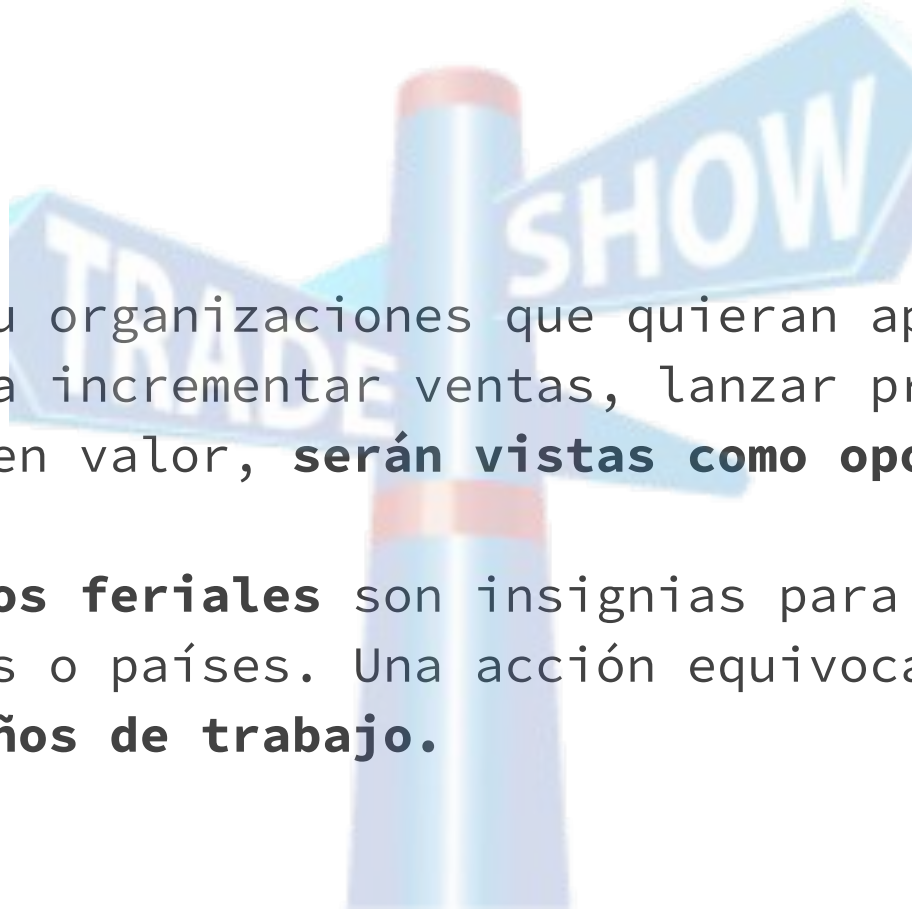 TRADE
SHOW
u organizaciones que quieran ap
a incrementar ventas, lanzar pr
en valor, serán vistas como opo
os feriales son insignias para
s o países. Una acción equivoca
ños de trabajo.